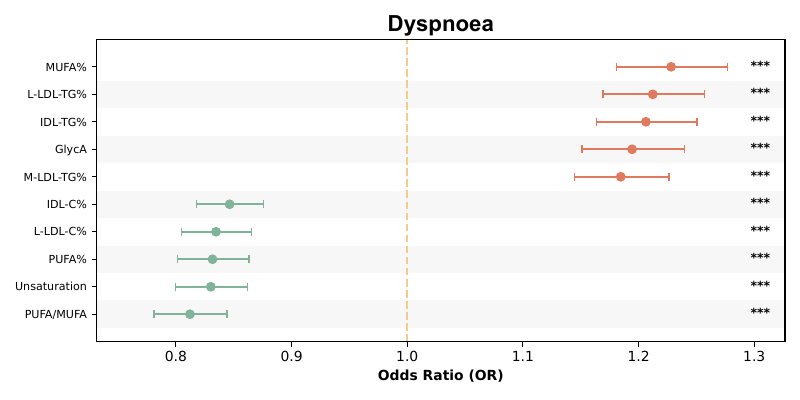 Dyspnoea
MUFA% ***
L-LDL-TG% ***
IDL-TG% ***
GlycA ***
M-LDL-TG% ***
IDL-C% ***
L-LDL-C% ***
PUFA% ***
Unsaturation ***
PUFA/MUFA ***
0.8 0.9 1.0 1.1 1.2 1.3
Odds Ratio (OR)